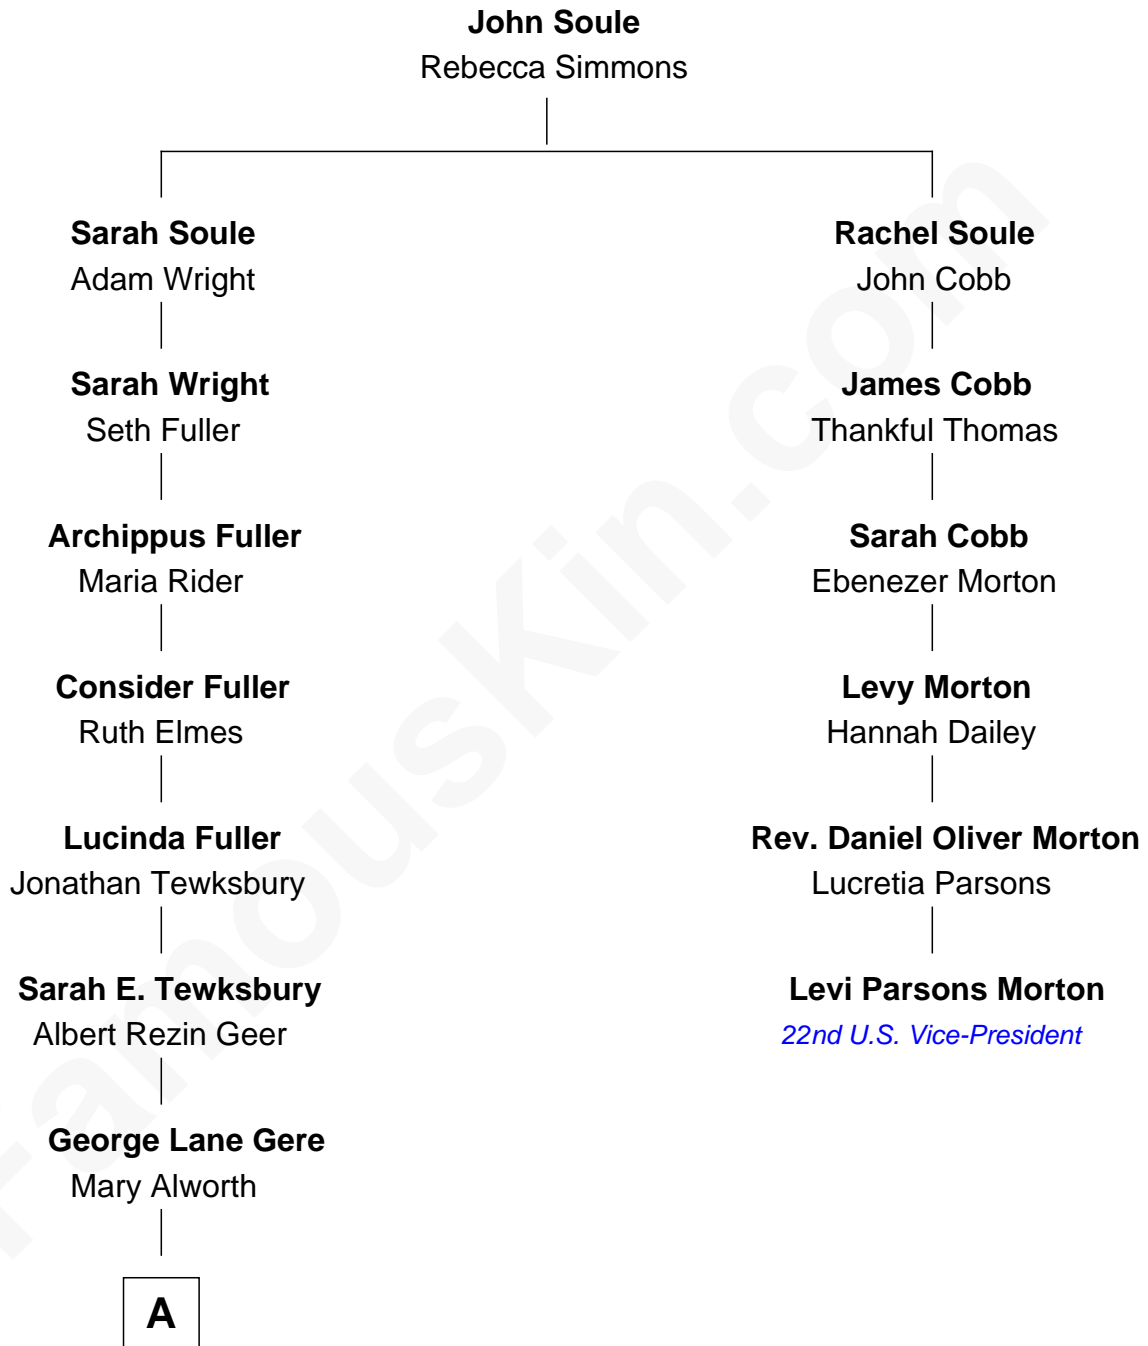 John Soule
Rebecca Simmons
Sarah Soule
Adam Wright
Rachel Soule
John Cobb
Sarah Wright
Seth Fuller
James Cobb
Thankful Thomas
Archippus Fuller
Maria Rider
Sarah Cobb
Ebenezer Morton
Consider Fuller
Ruth Elmes
Levy Morton
Hannah Dailey
Lucinda Fuller
Jonathan Tewksbury
Rev. Daniel Oliver Morton
Lucretia Parsons
Sarah E. Tewksbury
Albert Rezin Geer
Levi Parsons Morton
22nd U.S. Vice-President
George Lane Gere
Mary Alworth
A
FamousKin.com